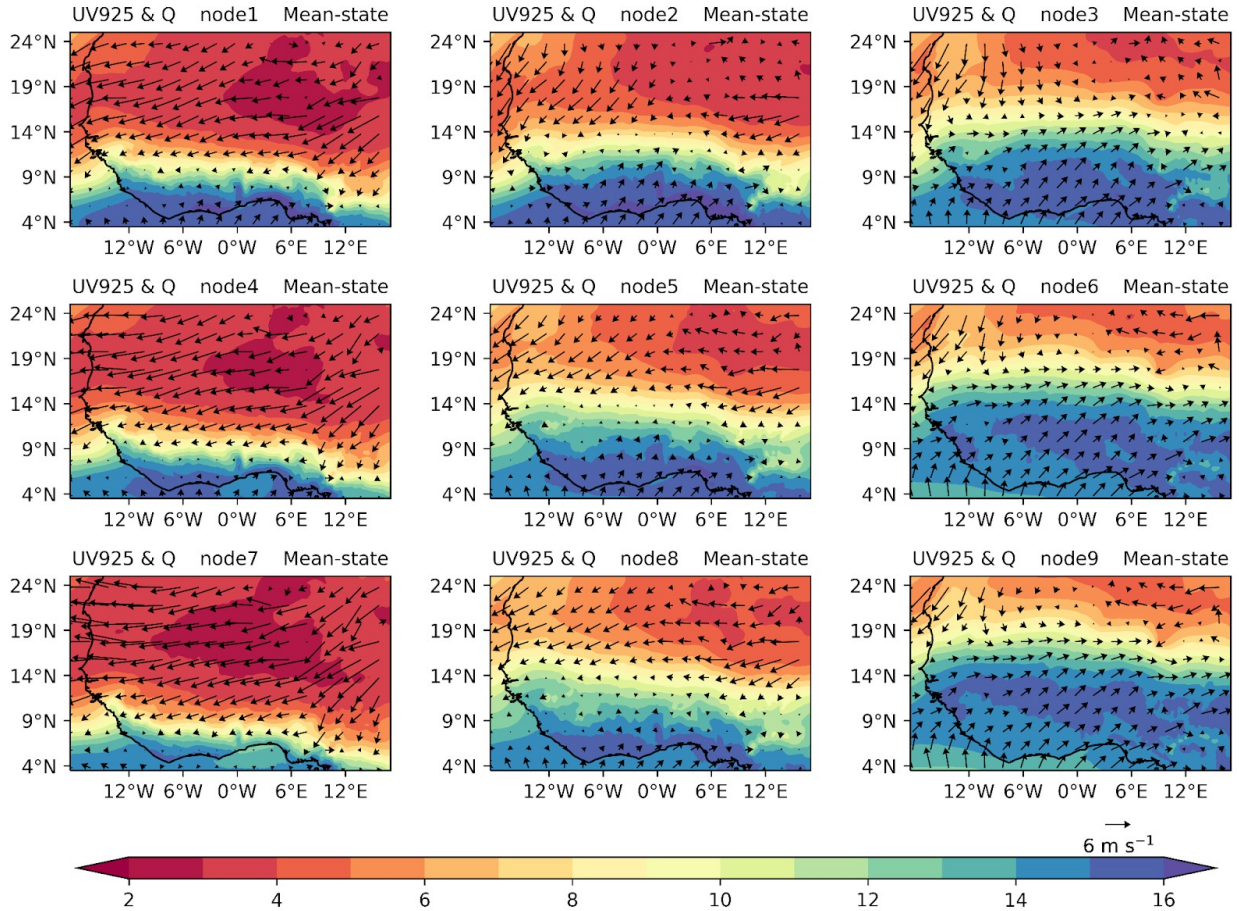 UV925 & Q node1 Mean-state UV925 & Q node2 Mean-state UV925 & Q node3 Mean-state
24°N 24°N 24°N
19°N 19°N 19°N
14°N 14°N 14°N
9°N 9°N 9°N
4°N 4°N 4°N
12°W 6°W 0°W 6°E 12°E 12°W 6°W 0°W 6°E 12°E 12°W 6°W 0°W 6°E 12°E
UV925 & Q node4 Mean-state UV925 & Q node5 Mean-state UV925 & Q node6 Mean-state
24°N 24°N 24°N
19°N 19°N 19°N
14°N 14°N 14°N
9°N 9°N 9°N
4°N 4°N 4°N
12°W 6°W 0°W 6°E 12°E 12°W 6°W 0°W 6°E 12°E 12°W 6°W 0°W 6°E 12°E
UV925 & Q node7 Mean-state UV925 & Q node8 Mean-state UV925 & Q node9 Mean-state
24°N 24°N 24°N
19°N 19°N 19°N
14°N 14°N 14°N
9°N 9°N 9°N
4°N 4°N 4°N
12°W 6°W 0°W 6°E 12°E 12°W 6°W 0°W 6°E 12°E 12°W 6°W 0°W 6°E 12°E
6 m s⁻¹
2 4 6 8 10 12 14 16